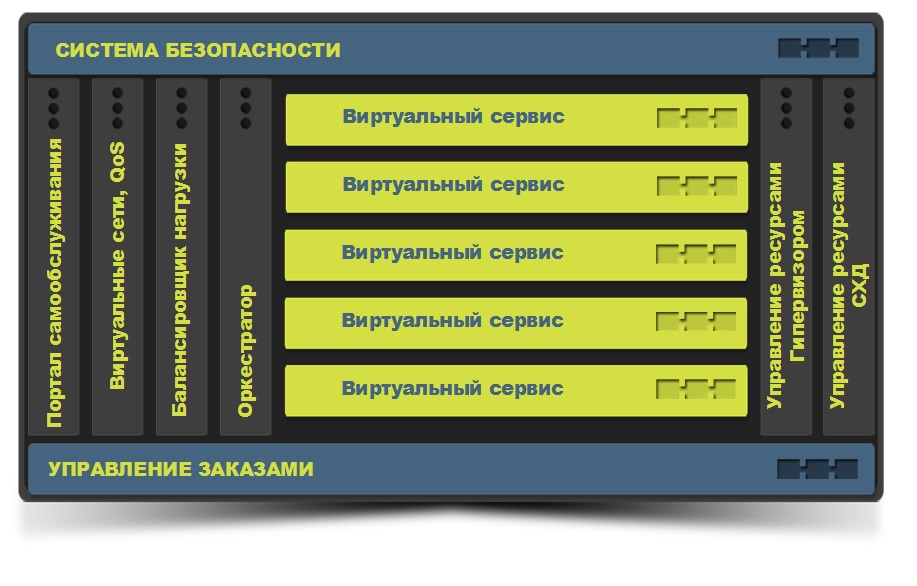 СИСТЕМА БЕЗОПАСНОСТИ
Портал самообслуживания
Виртуальные сети, QoS
Балансировщик нагрузки
Оркестратор
Виртуальный сервис
Виртуальный сервис
Виртуальный сервис
Виртуальный сервис
Виртуальный сервис
Управление ресурсами
Гипервизором
Управление ресурсами
СХД
УПРАВЛЕНИЕ ЗАКАЗАМИ